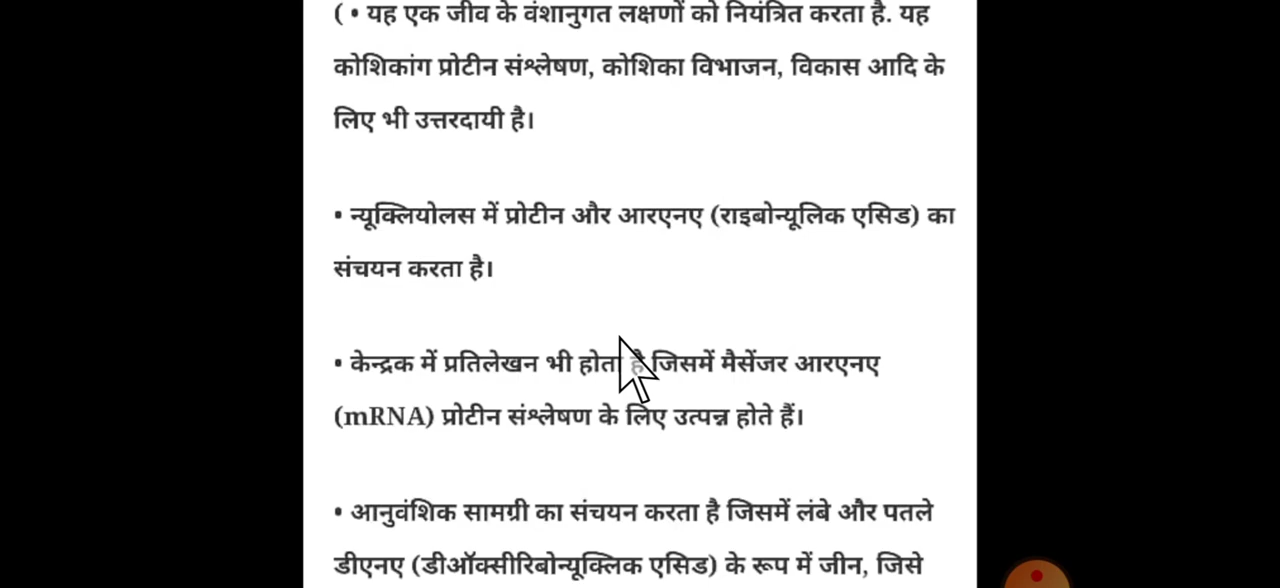 ( • यह एक जीव के वंशानुगत लक्षणों को नियंत्रित करता है. यह
कोशिकांग प्रोटीन संश्लेषण, कोशिका विभाजन, विकास आदि के
लिए भी उत्तरदायी है।
• न्यूक्लियोलस में प्रोटीन और आरएनए (राइबोन्यूलिक एसिड) का
संचयन करता है।
• केन्द्रक में प्रतिलेखन भी होता है जिसमें मैसेंजर आरएनए
(mRNA) प्रोटीन संश्लेषण के लिए उत्पन्न होते हैं।
• आनुवंशिक सामग्री का संचयन करता है जिसमें लंबे और पतले
डीएनए (डीऑक्सीरिबोन्यूक्लिक एसिड) के रूप में जीन, जिसे